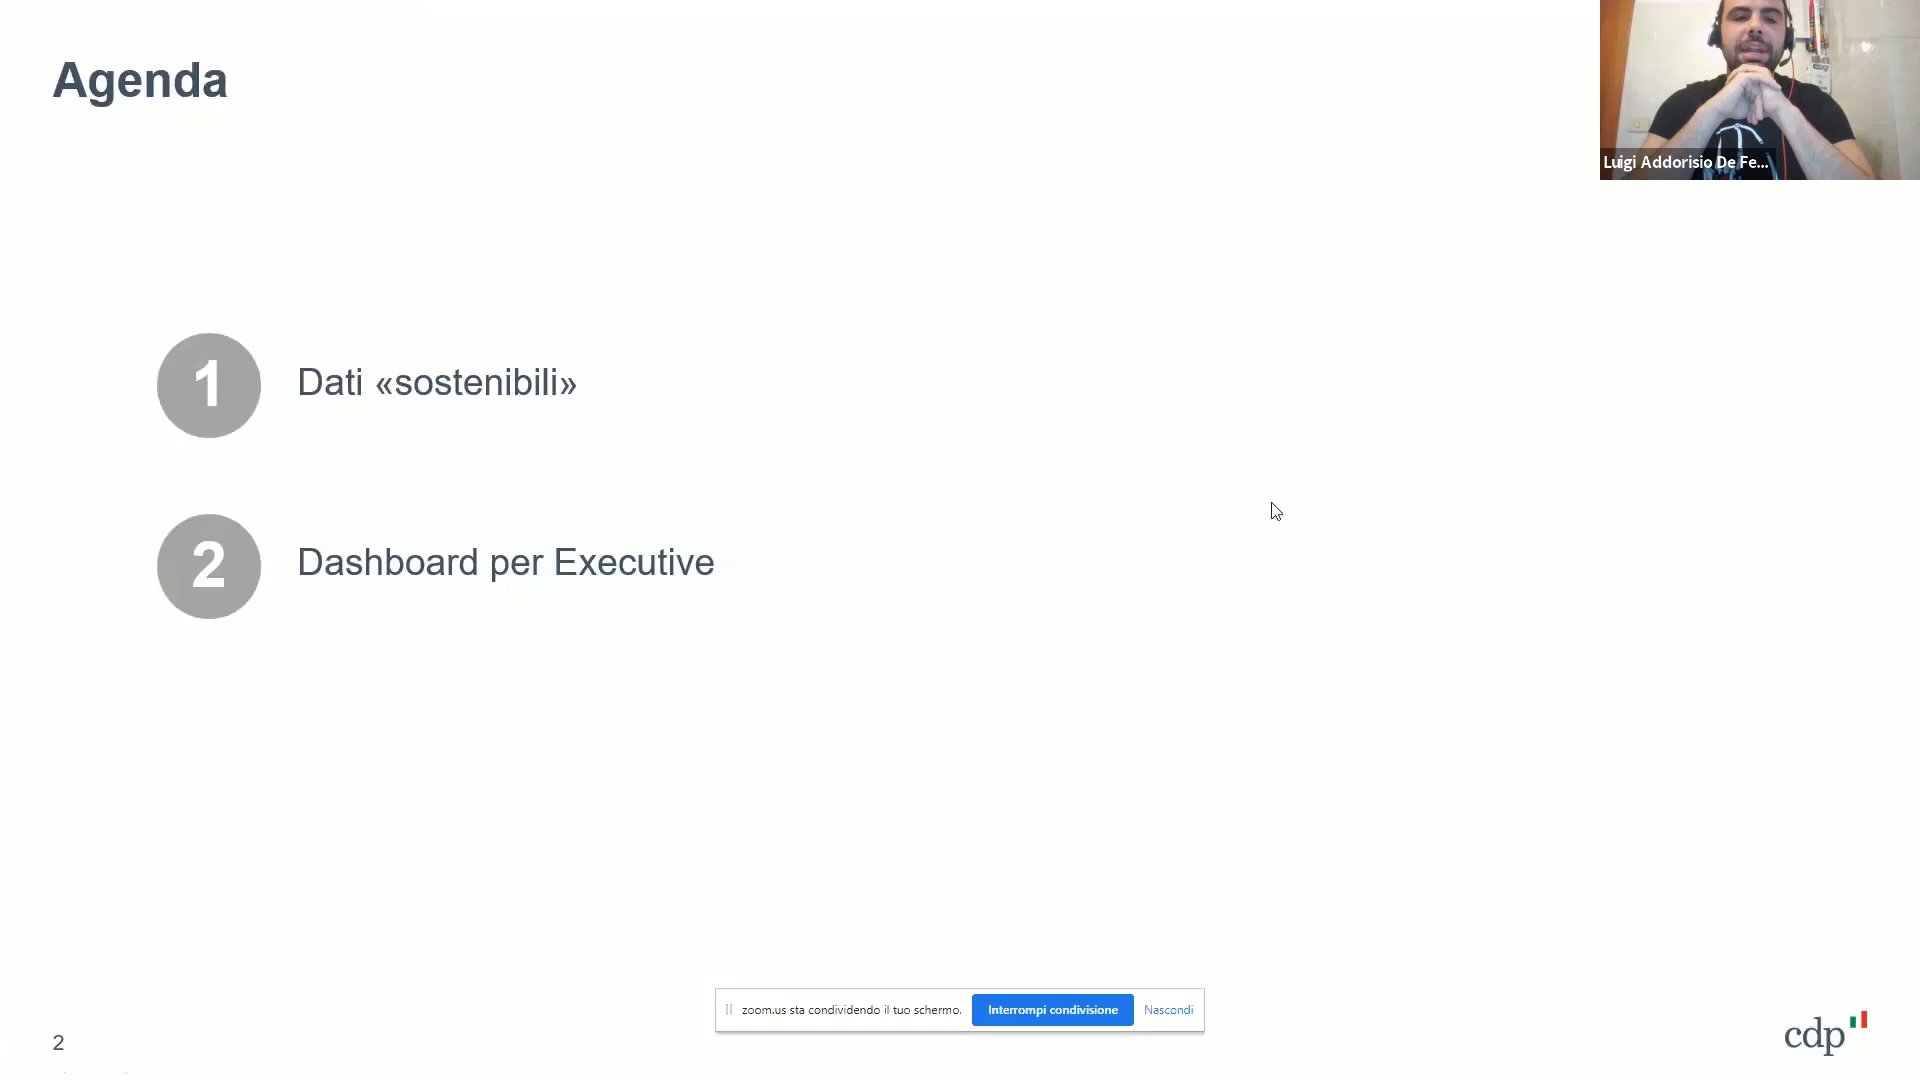 Agenda
Luigi Addorisio De Fe...
1
Dati «sostenibili»
2
Dashboard per Executive
zoom.us sta condividendo il tuo schermo.
Interrompi condivisione
Nascondi
2
cdp